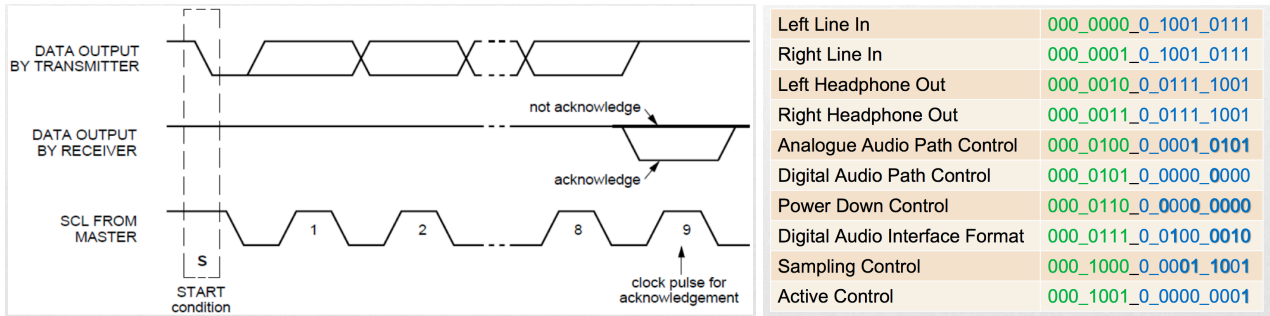 DATA OUTPUT
BY TRANSMITTER
not acknowledge
DATA OUTPUT
BY RECEIVER
acknowledge
SCL FROM
MASTER
1
2
8
9
S
START
condition
clock pulse for
acknowledgement
Left Line In 000_0000_0_1001_0111
Right Line In 000_0001_0_1001_0111
Left Headphone Out 000_0010_0_0111_1001
Right Headphone Out 000_0011_0_0111_1001
Analogue Audio Path Control 000_0100_0_0001_0101
Digital Audio Path Control 000_0101_0_0000_0000
Power Down Control 000_0110_0_0000_0000
Digital Audio Interface Format 000_0111_0_0100_0010
Sampling Control 000_1000_0_0001_1001
Active Control 000_1001_0_0000_0001